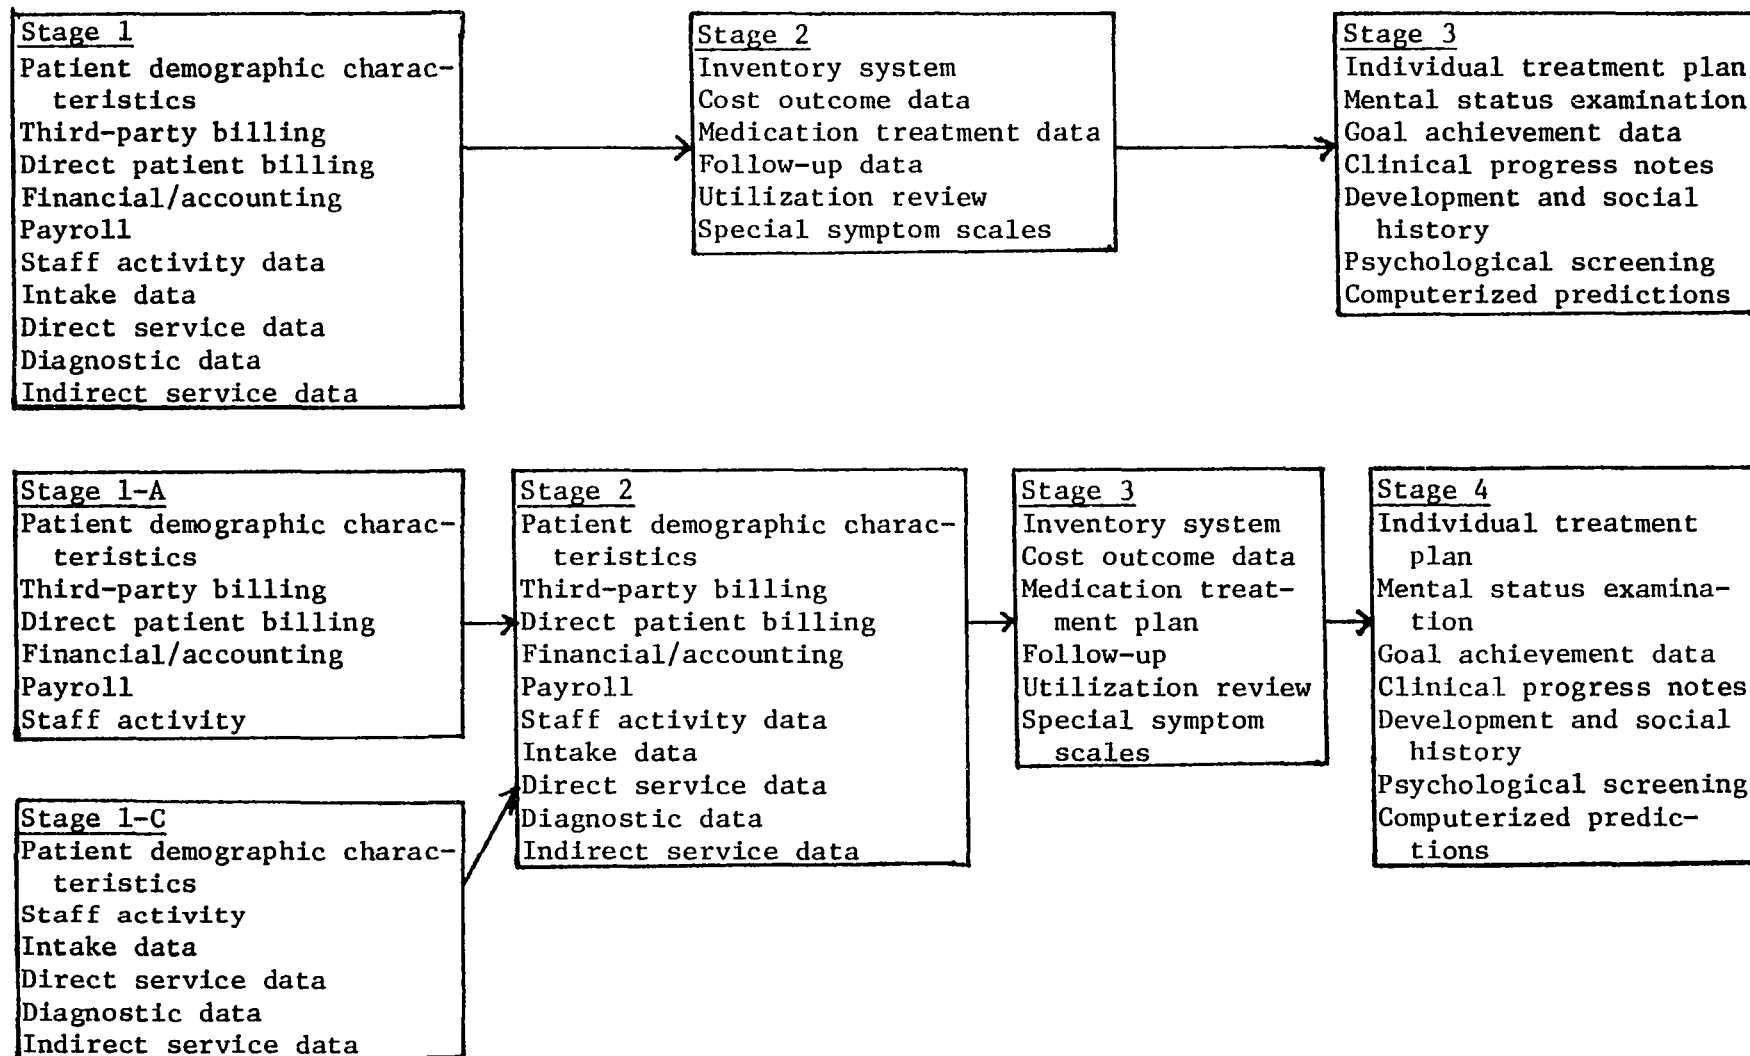 Stage 1
Patient demographic charac-
teristics
Third-party billing
Direct patient billing
Financial/accounting
Payroll
Staff activity data
Intake data
Direct service data
Diagnostic data
Indirect service data
Stage 2
Inventory system
Cost outcome data
Medication treatment data
Follow-up data
Utilization review
Special symptom scales
Stage 3
Individual treatment plan
Mental status examination
Goal achievement data
Clinical progress notes
Development and social
history
Psychological screening
Computerized predictions
Stage 1-A
Patient demographic charac-
teristics
Third-party billing
Direct patient billing
Financial/accounting
Payroll
Staff activity
Stage 1-C
Patient demographic charac-
teristics
Staff activity
Intake data
Direct service data
Diagnostic data
Indirect service data
Stage 2
Patient demographic charac-
teristics
Third-party billing
Direct patient billing
Financial/accounting
Payroll
Staff activity data
Intake data
Direct service data
Diagnostic data
Indirect service data
Stage 3
Inventory system
Cost outcome data
Medication treat-
ment plan
Follow-up
Utilization review
Special symptom
scales
Stage 4
Individual treatment
plan
Mental status examina-
tion
Goal achievement data
Clinical progress notes
Development and social
history
Psychological screening
Computerized predic-
tions